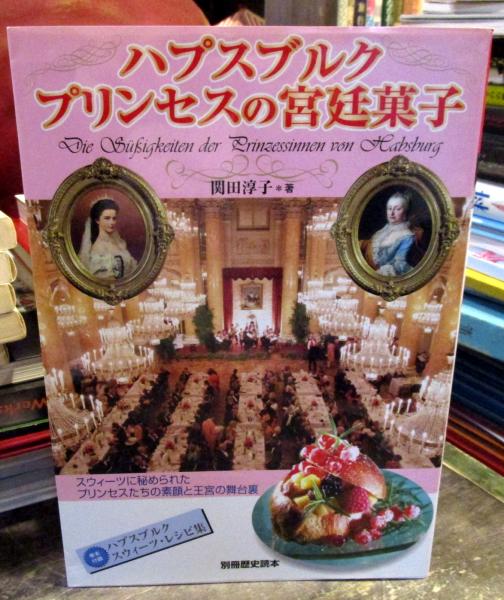 ハプスブルク
プリンセスの宮廷菓子
Die Süßigkeiten der Prinzessinnen von Habsburg
関田淳子＊著
スウィーツに秘められた
プリンセスたちの素顔と王宮の舞台裏
ハプスブルク
スウィーツ・レシピ集
別冊歴史読本